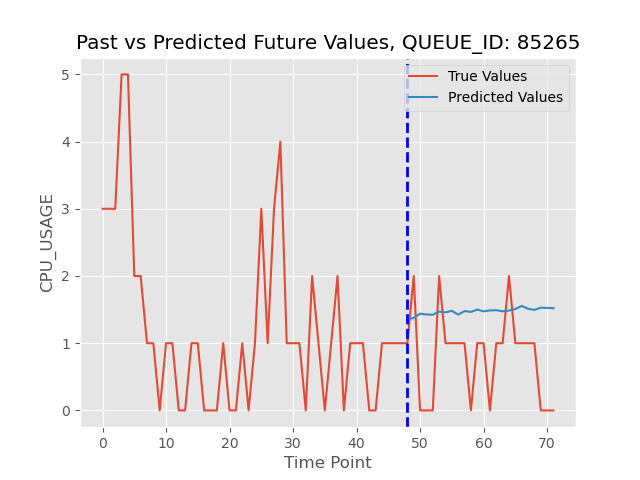 Past vs Predicted Future Values, QUEUE_ID: 85265
True Values
Predicted Values
CPU_USAGE
5
4
3
2
1
0
0 10 20 30 40 50 60 70
Time Point